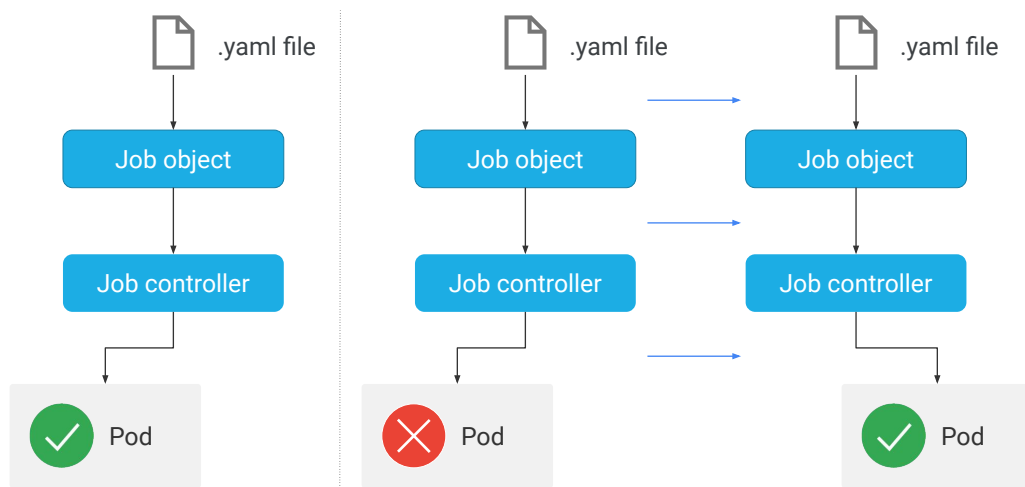 .yaml file
.yaml file
.yaml file
Job object
Job object
Job object
Job controller
Job controller
Job controller
Pod
Pod
Pod